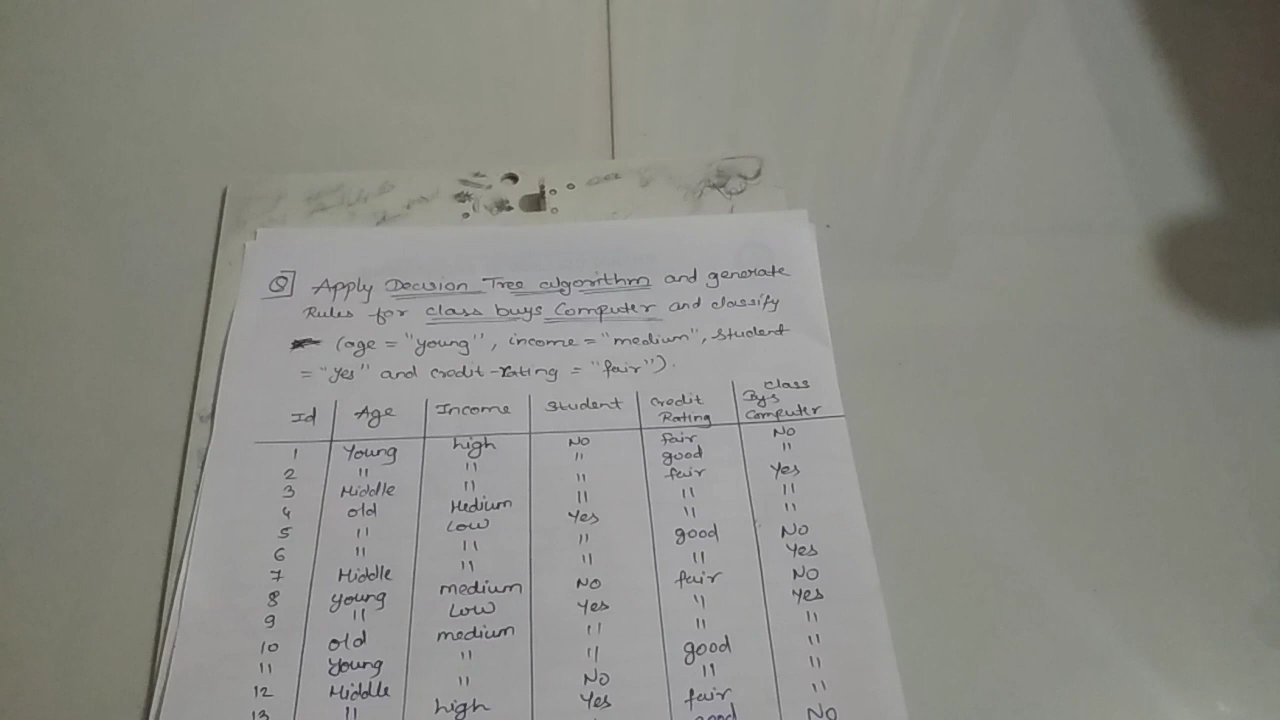 Q] Apply Decision Tree algorithm and generate
Rules for class buys Computer and classify
(age = "young", income = "medium", student
= "yes" and credit-rating = "fair").
Id Age Income Student Credit Rating Class Bys Computer
1 Young high No fair No
2 " " " good "
3 Middle " " fair Yes
4 old Medium " " "
5 " Low Yes " "
6 " " " good No
7 Middle " " " Yes
8 young medium No fair No
9 " Low Yes " Yes
10 old medium " " "
11 Young " " good "
12 Middle " No " "
13 " high Yes fair "
good No